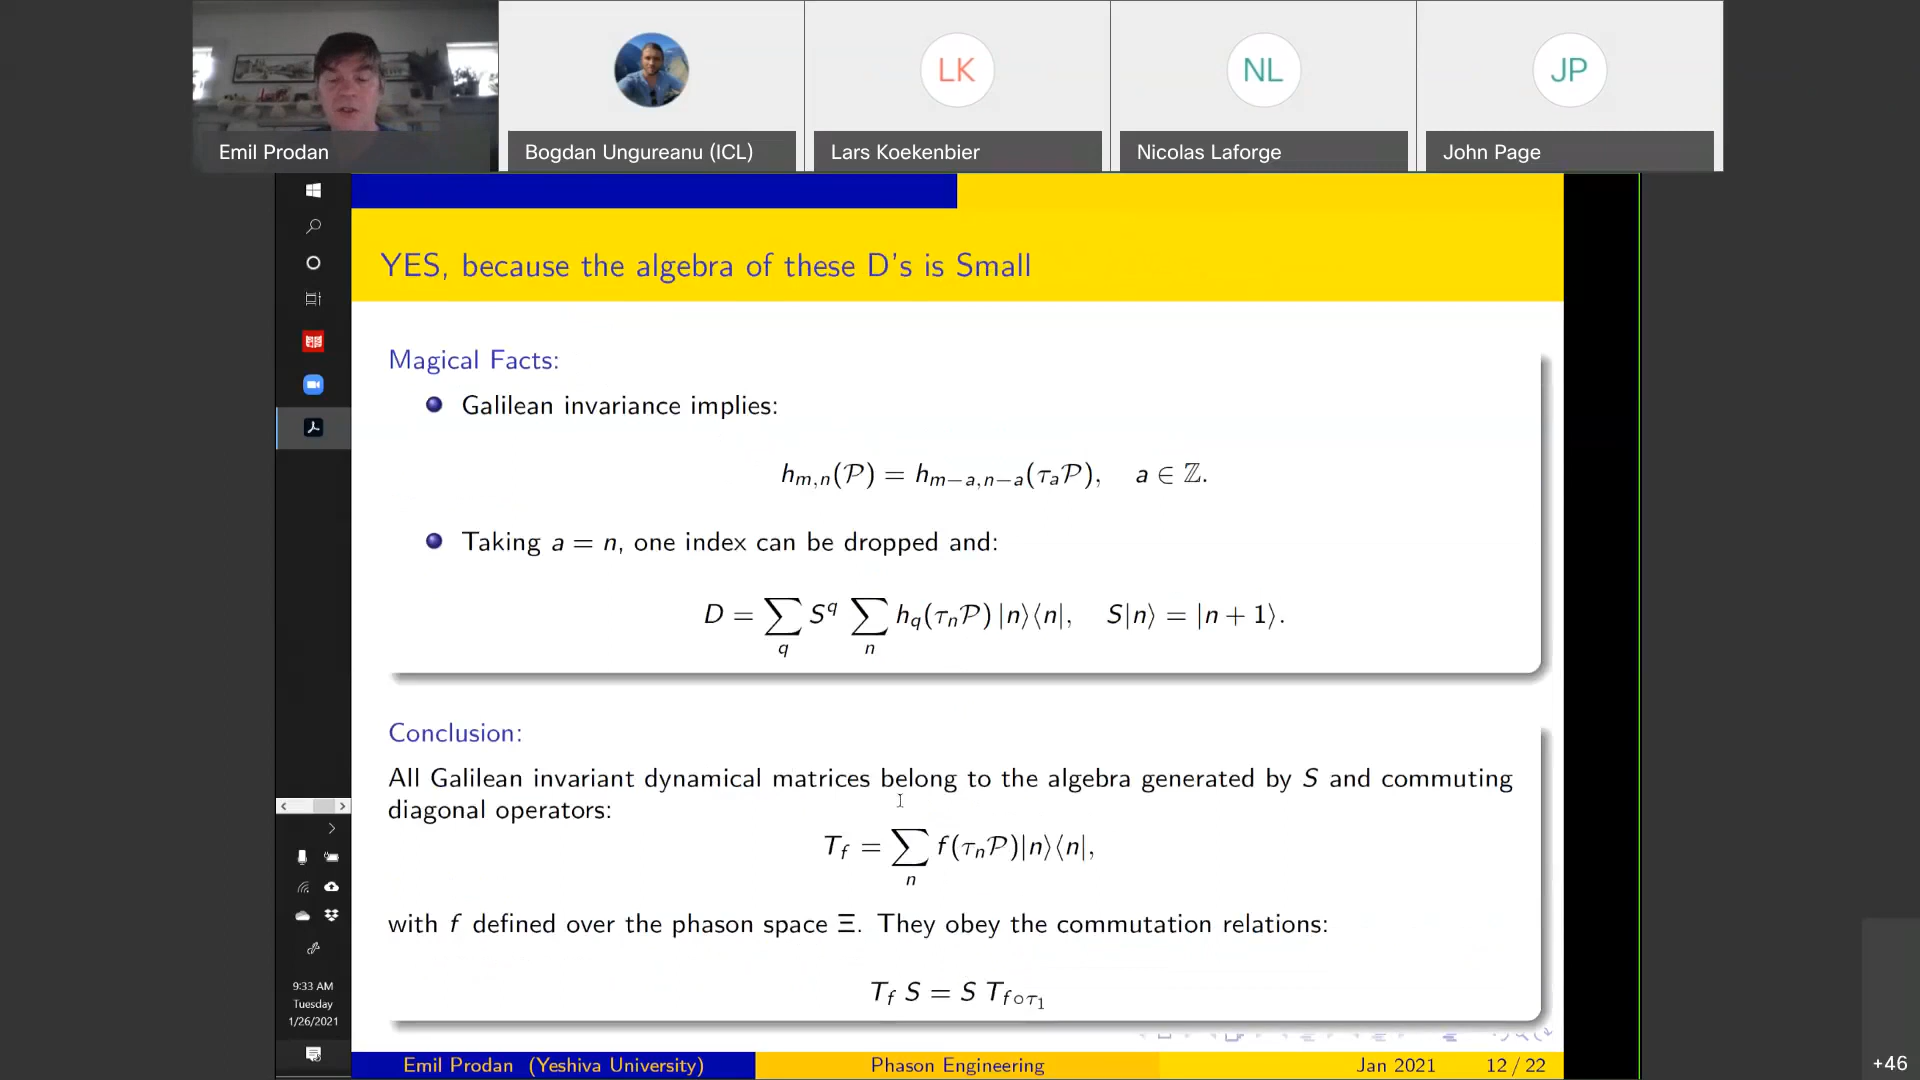 LK
NL
JP
Emil Prodan
Bogdan Ungureanu (ICL)
Lars Koekenbier
Nicolas Laforge
John Page
YES, because the algebra of these D's is Small
Magical Facts:
Galilean invariance implies:
h_{m,n}(𝒫) = h_{m−a,n−a}(τ_a𝒫), a ∈ ℤ.
Taking a = n, one index can be dropped and:
D = ∑_q S^q ∑_n h_q(τ_n𝒫) |n⟩⟨n|, S|n⟩ = |n + 1⟩.
Conclusion:
All Galilean invariant dynamical matrices belong to the algebra generated by S and commuting
diagonal operators:
T_f = ∑_n f(τ_n𝒫)|n⟩⟨n|,
with f defined over the phason space Ξ. They obey the commutation relations:
T_f S = S T_{f∘τ_1}
9:33 AM
Tuesday
1/26/2021
Emil Prodan (Yeshiva University)
Phason Engineering
Jan 2021
12 / 22
+46